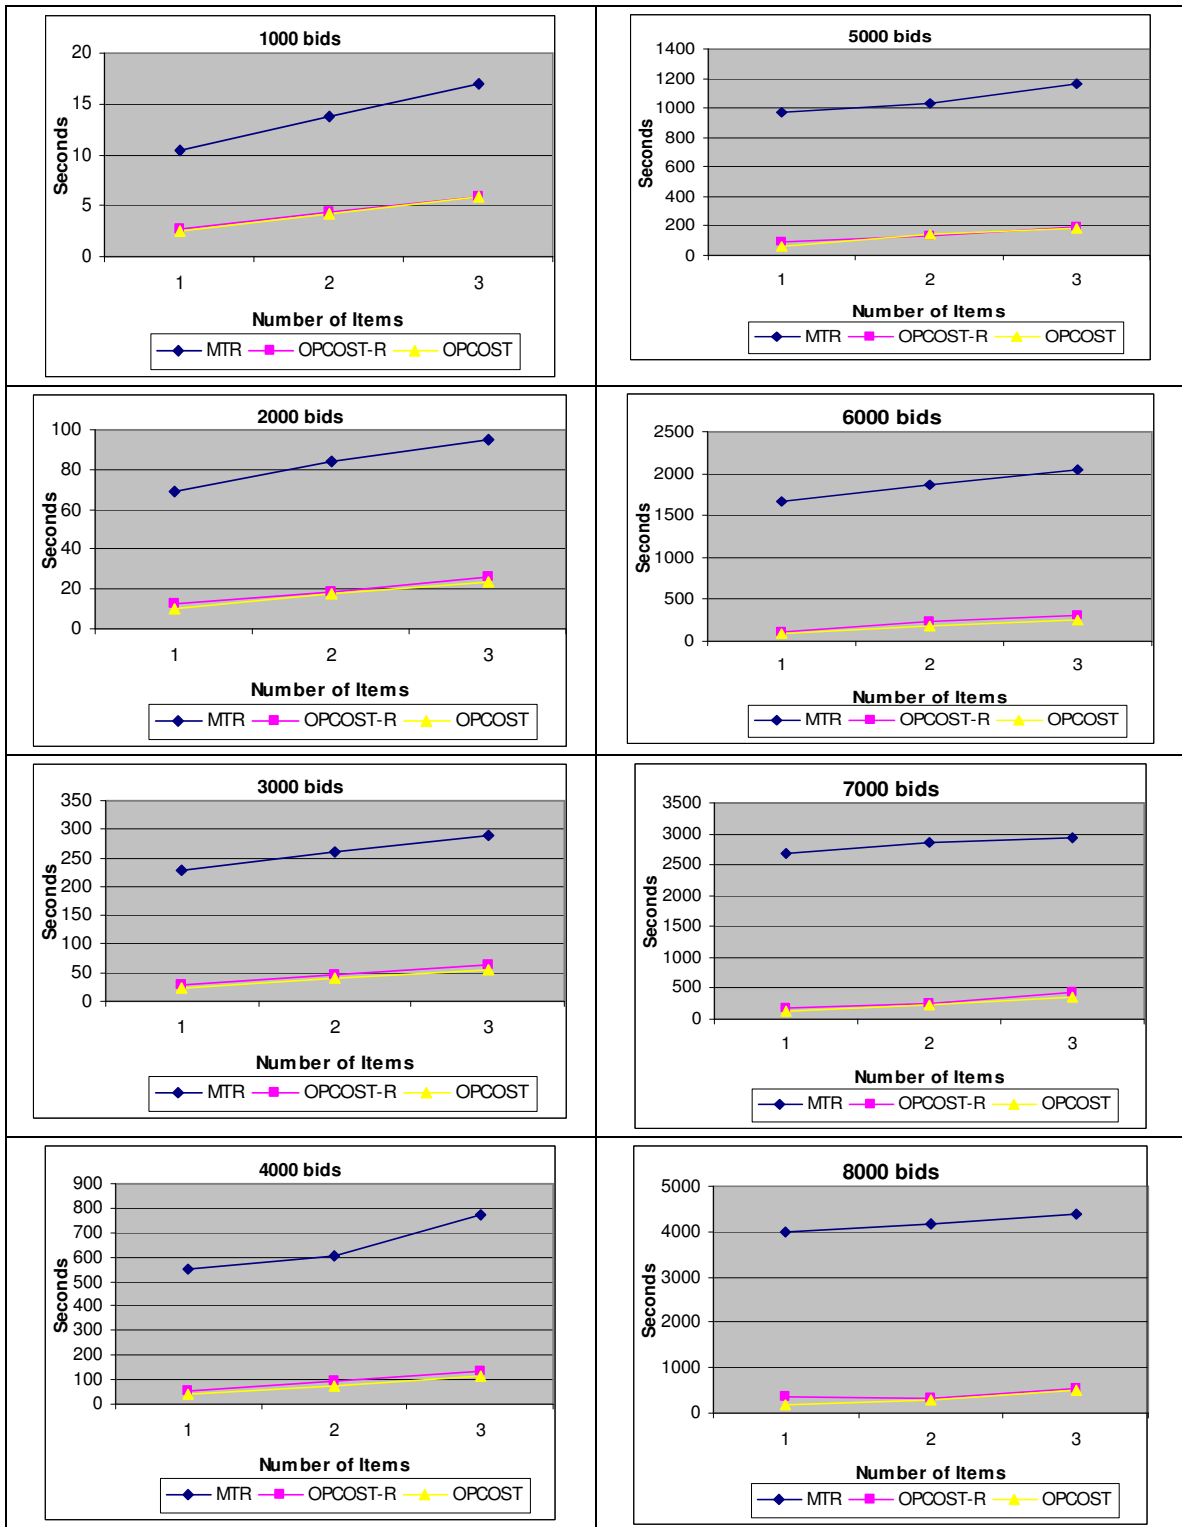 1000 bids
20
15
10
5
0
Seconds
1 2 3
Number of Items
MTR OPCOST-R OPCOST
5000 bids
1400
1200
1000
800
600
400
200
0
Seconds
1 2 3
Number of Items
MTR OPCOST-R OPCOST
2000 bids
100
80
60
40
20
0
Seconds
1 2 3
Number of Items
MTR OPCOST-R OPCOST
6000 bids
2500
2000
1500
1000
500
0
Seconds
1 2 3
Number of Items
MTR OPCOST-R OPCOST
3000 bids
350
300
250
200
150
100
50
0
Seconds
1 2 3
Number of Items
MTR OPCOST-R OPCOST
7000 bids
3500
3000
2500
2000
1500
1000
500
0
Seconds
1 2 3
Number of Items
MTR OPCOST-R OPCOST
4000 bids
900
800
700
600
500
400
300
200
100
0
Seconds
1 2 3
Number of Items
MTR OPCOST-R OPCOST
8000 bids
5000
4000
3000
2000
1000
0
Seconds
1 2 3
Number of Items
MTR OPCOST-R OPCOST